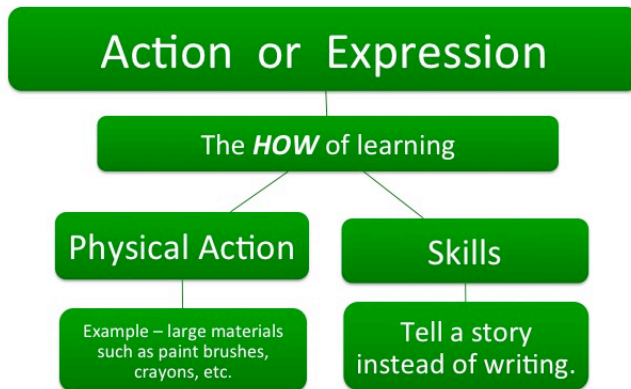 Action or Expression
The HOW of learning
Physical Action
Skills
Example – large materials
such as paint brushes,
crayons, etc.
Tell a story
instead of writing.